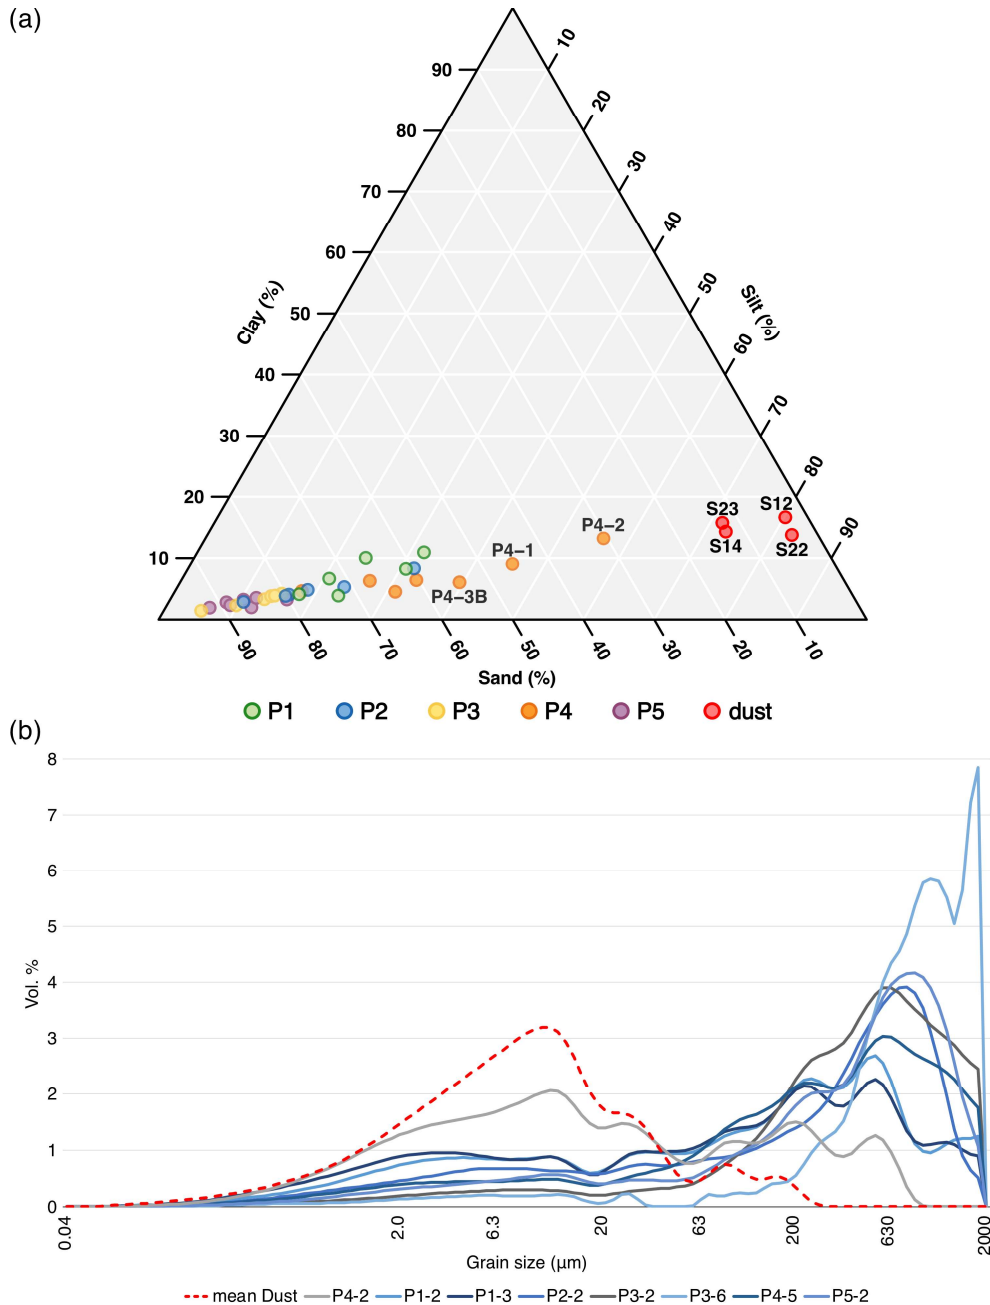 (a)
10
90
20
80
30
70
40
60
Clay (%)
50
50
Silt (%)
60
40
70
30
80
20
S23
S12
90
P4–2
S14
S22
10
P4–1
P4–3B
90
80
70
60
50
40
30
20
10
Sand (%)
P1
P2
P3
P4
P5
dust
(b)
8
7
6
5
Vol. %
4
3
2
1
0
0.04
2.0
6.3
20
63
200
630
2000
Grain size (μm)
mean Dust P4-2 P1-2 P1-3 P2-2 P3-2 P3-6 P4-5 P5-2